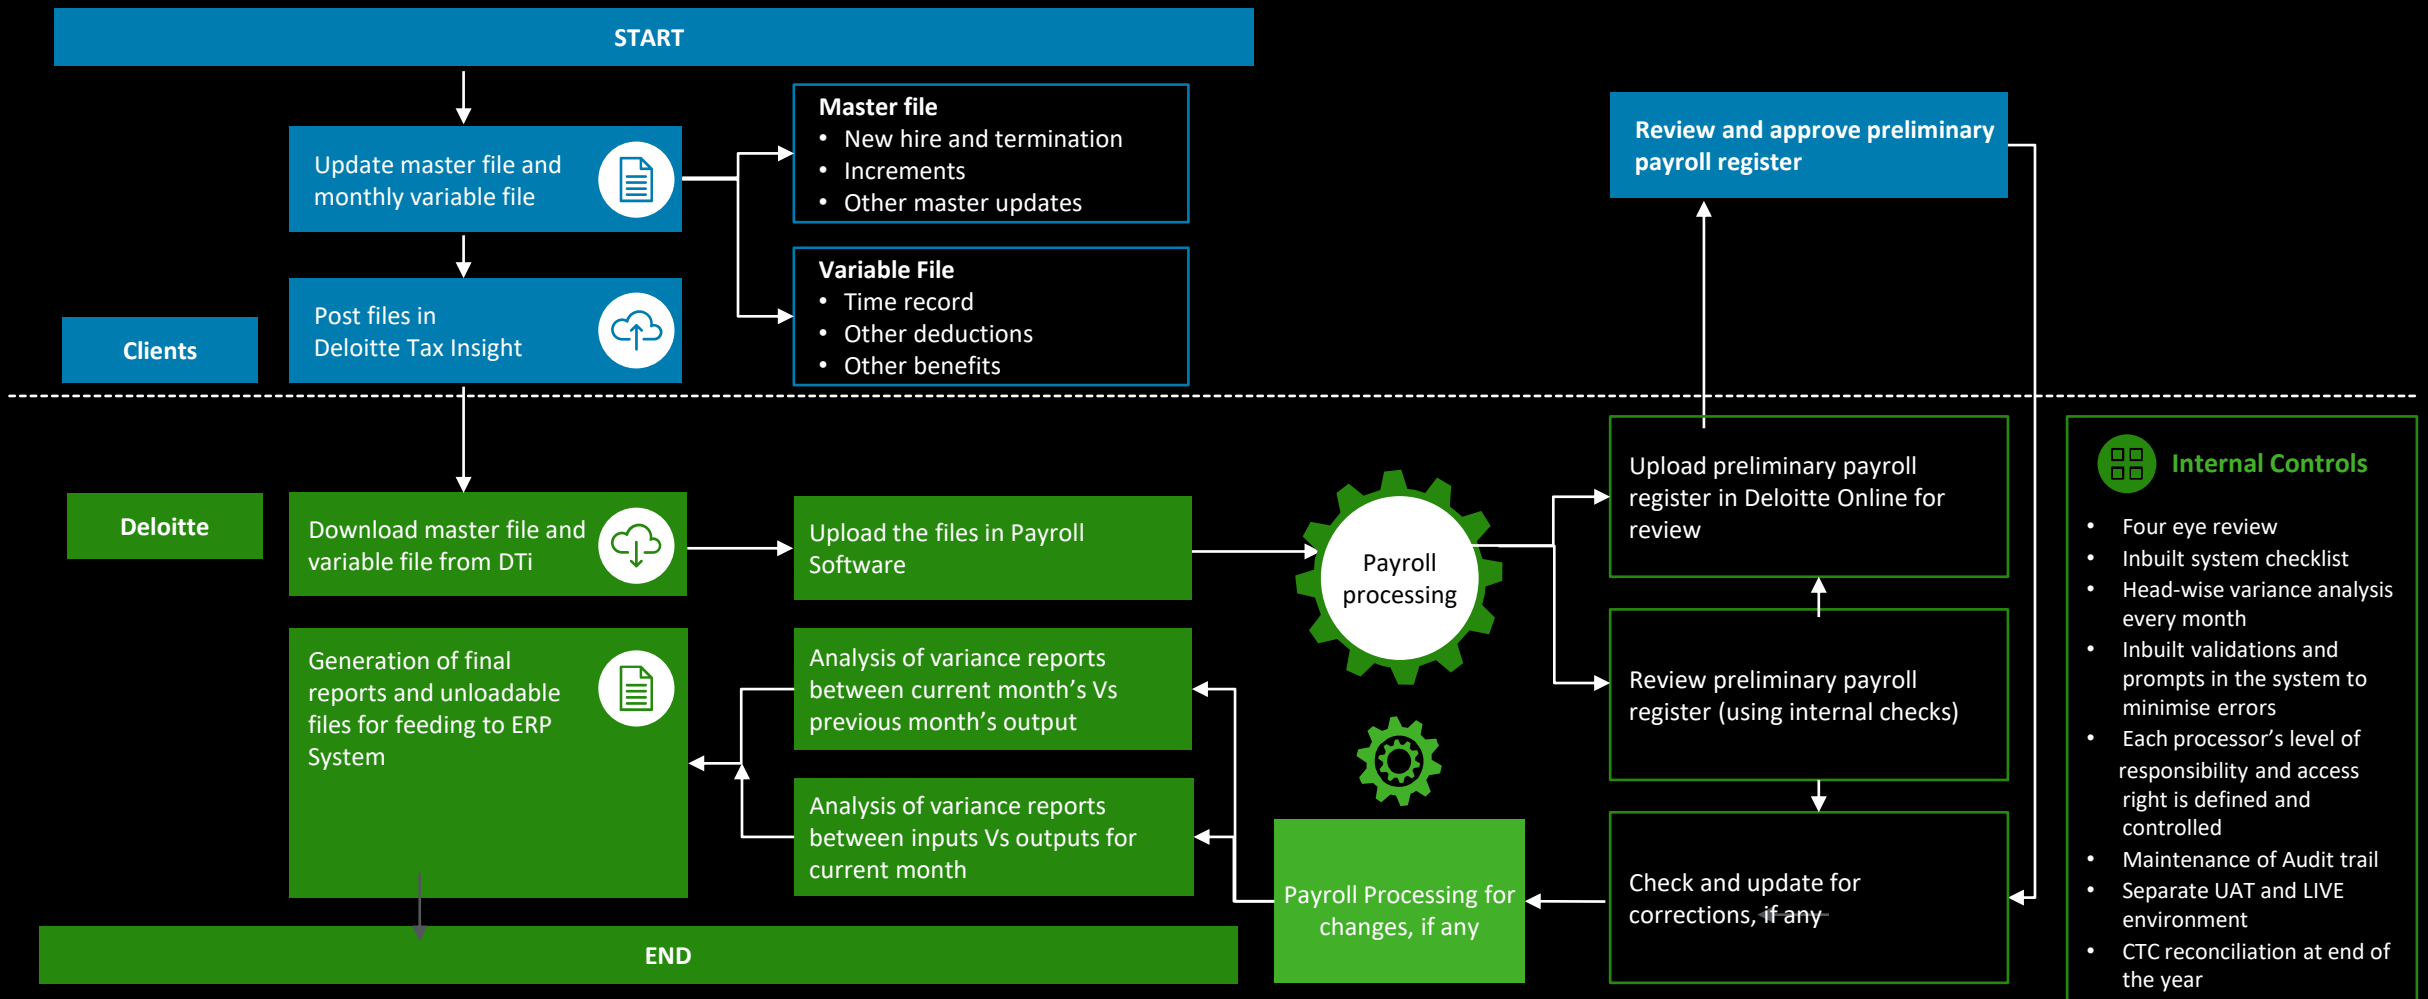 START
Update master file and
monthly variable file
Master file
• New hire and termination
• Increments
• Other master updates
Variable File
• Time record
• Other deductions
• Other benefits
Post files in
Deloitte Tax Insight
Clients
Review and approve preliminary
payroll register
Deloitte
Download master file and
variable file from DTi
Upload the files in Payroll
Software
Payroll
processing
Upload preliminary payroll
register in Deloitte Online for
review
Review preliminary payroll
register (using internal checks)
Check and update for
corrections, if any
Payroll Processing for
changes, if any
Analysis of variance reports
between current month's Vs
previous month's output
Analysis of variance reports
between inputs Vs outputs for
current month
Generation of final
reports and unloadable
files for feeding to ERP
System
END
Internal Controls
• Four eye review
• Inbuilt system checklist
• Head-wise variance analysis
every month
• Inbuilt validations and
prompts in the system to
minimise errors
• Each processor's level of
responsibility and access
right is defined and
controlled
• Maintenance of Audit trail
• Separate UAT and LIVE
environment
• CTC reconciliation at end of
the year